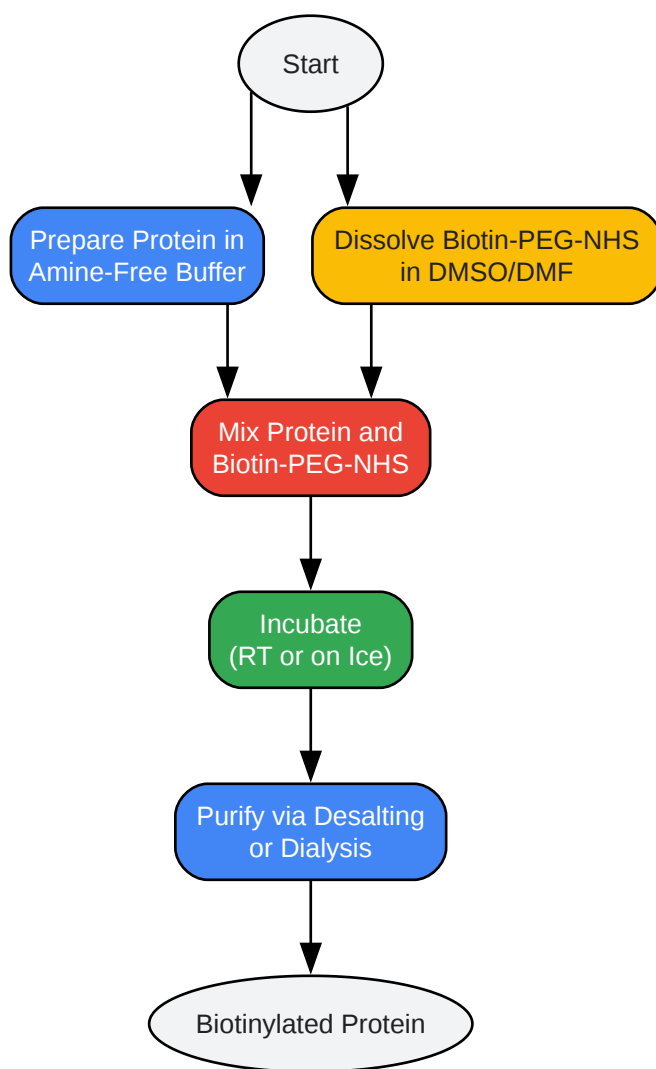 Start
Prepare Protein in
Amine-Free Buffer
Dissolve Biotin-PEG-NHS
in DMSO/DMF
Mix Protein and
Biotin-PEG-NHS
Incubate
(RT or on Ice)
Purify via Desalting
or Dialysis
Biotinylated Protein